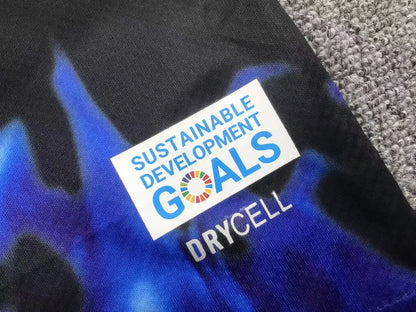 SUSTAINABLE
DEVELOPMENT
GOALS
DRYCELL